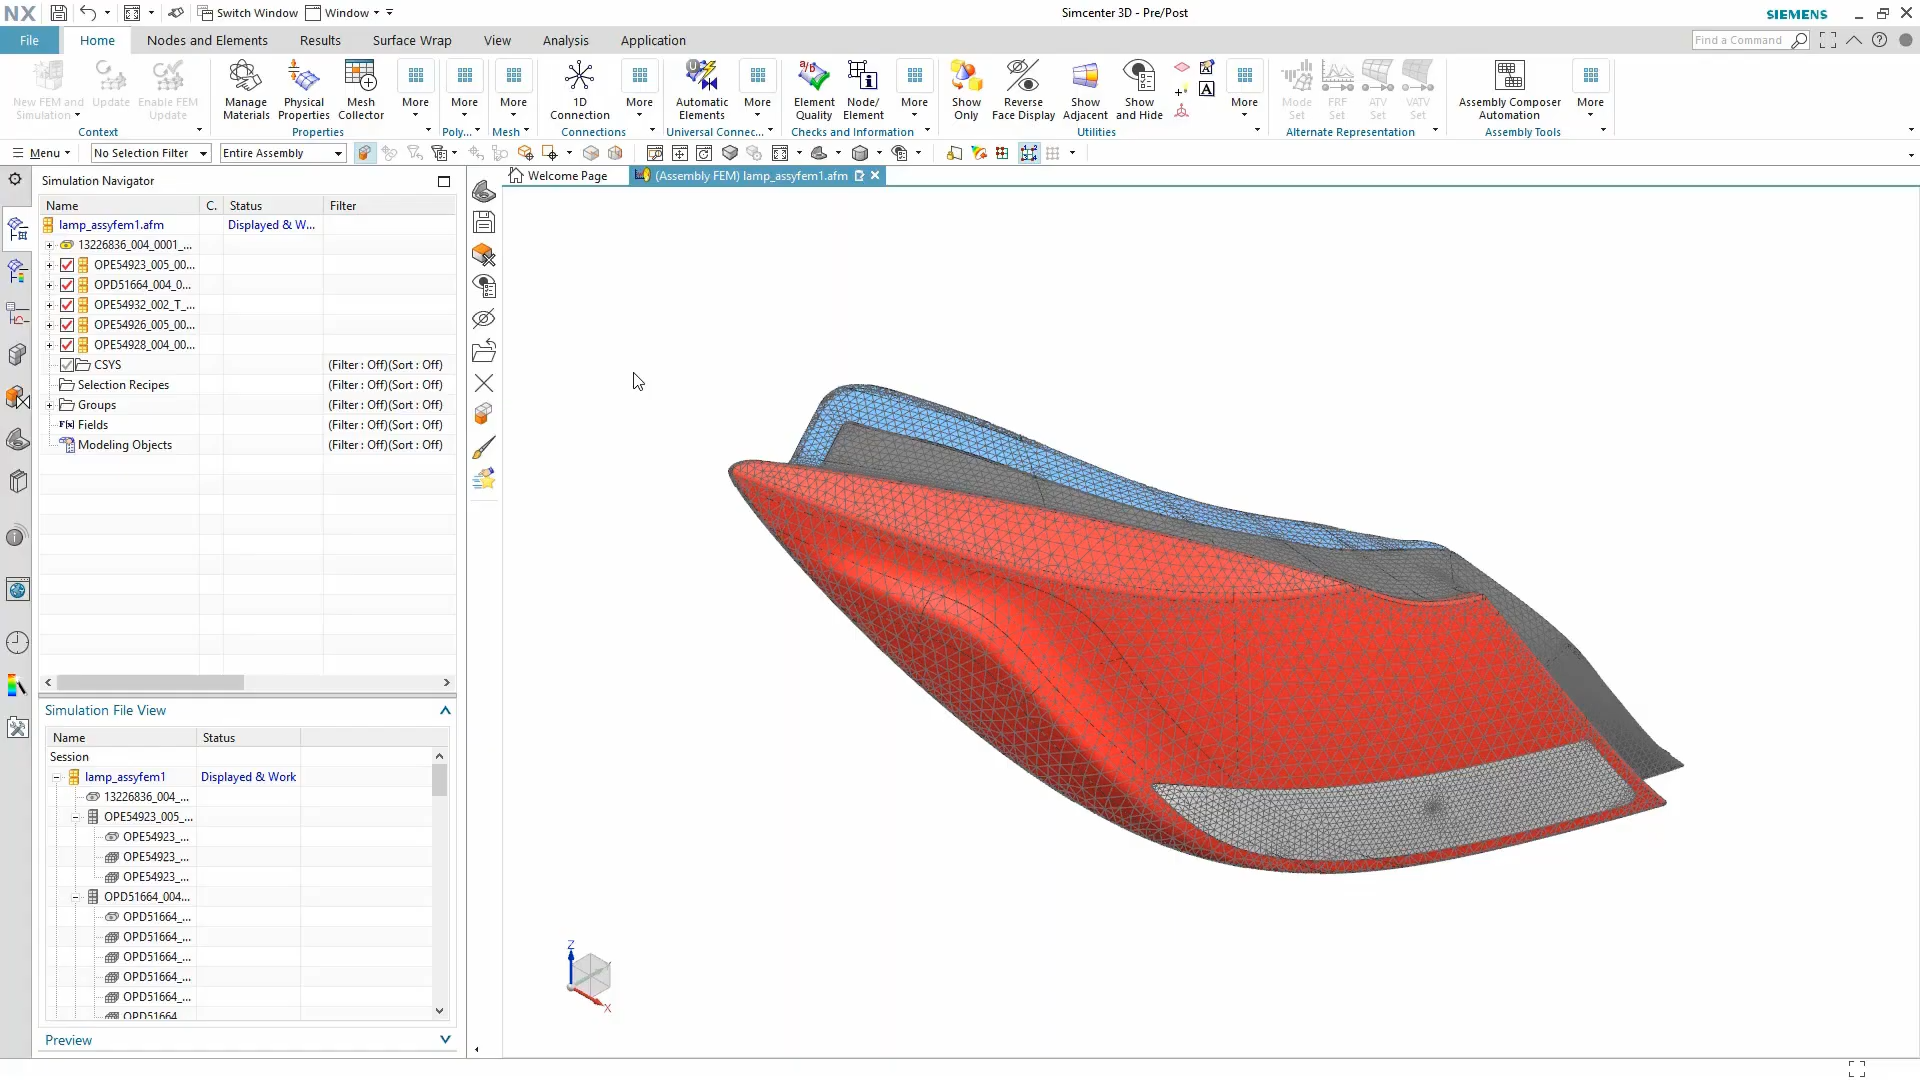 NX Switch Window Window Simcenter 3D - Pre/Post SIEMENS
File Home Nodes and Elements Results Surface Wrap View Analysis Application Find a Command
New FEM and Simulation Update Enable FEM Update Manage Materials Physical Properties Mesh Collector More More More 1D Connection More Automatic Elements More Element Quality Node/ Element More Show Only Reverse Face Display Show Adjacent Show and Hide More Mode Set FRF Set ATV Set VATV Set Assembly Composer Automation More
Context Properties Poly... Mesh Connections Universal Connec... Checks and Information Utilities Alternate Representation Assembly Tools
Menu No Selection Filter Entire Assembly
Simulation Navigator
Welcome Page (Assembly FEM) lamp_assyfem1.afm
Name C. Status Filter
lamp_assyfem1.afm Displayed & W...
13226836_004_0001_...
OPE54923_005_00...
OPD51664_004_0...
OPE54932_002_T_...
OPE54926_005_00...
OPE54928_004_00...
CSYS (Filter : Off)(Sort : Off)
Selection Recipes (Filter : Off)(Sort : Off)
Groups (Filter : Off)(Sort : Off)
Fields (Filter : Off)(Sort : Off)
Modeling Objects (Filter : Off)(Sort : Off)
Simulation File View
Name Status
Session
lamp_assyfem1 Displayed & Work
13226836_004_...
OPE54923_005_...
OPE54923_...
OPE54923_...
OPE54923_...
OPD51664_004...
OPD51664_...
OPD51664_...
OPD51664_...
OPD51664_...
OPD51664_...
OPD51664
Preview
Z
X